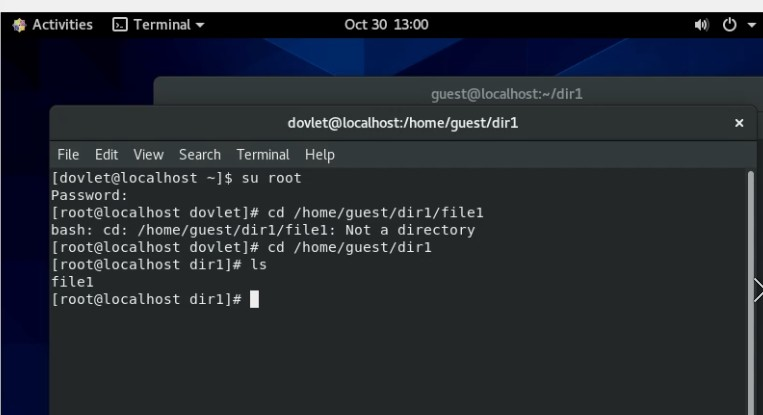 Activities Terminal Oct 30 13:00
guest@localhost:~/dir1
dovlet@localhost:/home/guest/dir1 ×
File Edit View Search Terminal Help
[dovlet@localhost ~]$ su root
Password:
[root@localhost dovlet]# cd /home/guest/dir1/file1
bash: cd: /home/guest/dir1/file1: Not a directory
[root@localhost dovlet]# cd /home/guest/dir1
[root@localhost dir1]# ls
file1
[root@localhost dir1]#